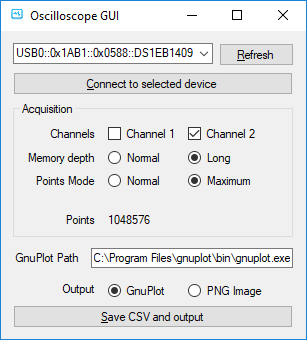 Oscilloscope GUI
USB0::0x1AB1::0x0588::DS1EB1409 Refresh
Connect to selected device
Acquisition
Channels Channel 1 Channel 2
Memory depth Normal Long
Points Mode Normal Maximum
Points 1048576
GnuPlot Path C:\Program Files\gnuplot\bin\gnuplot.exe
Output GnuPlot PNG Image
Save CSV and output